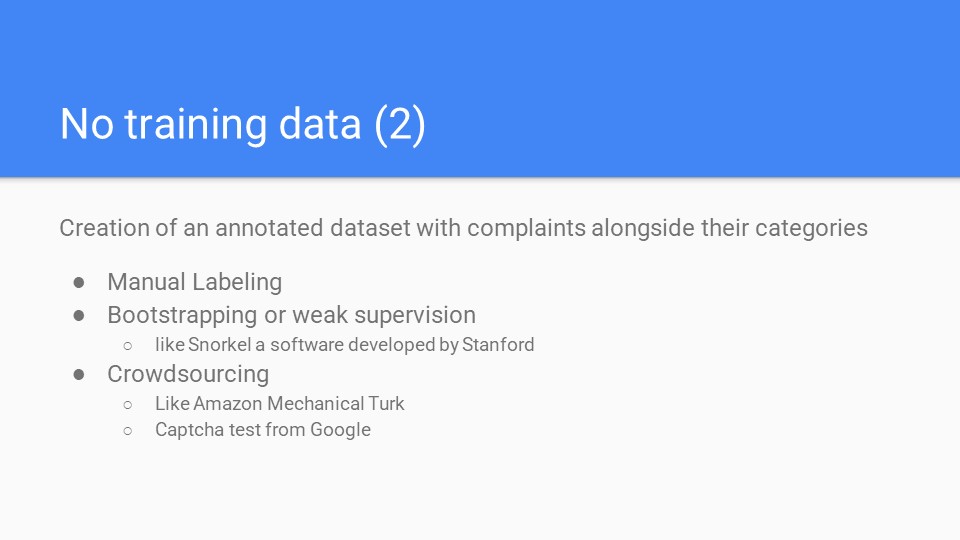 No training data (2)
Creation of an annotated dataset with complaints alongside their categories
● Manual Labeling
● Bootstrapping or weak supervision
○ like Snorkel a software developed by Stanford
● Crowdsourcing
○ Like Amazon Mechanical Turk
○ Captcha test from Google